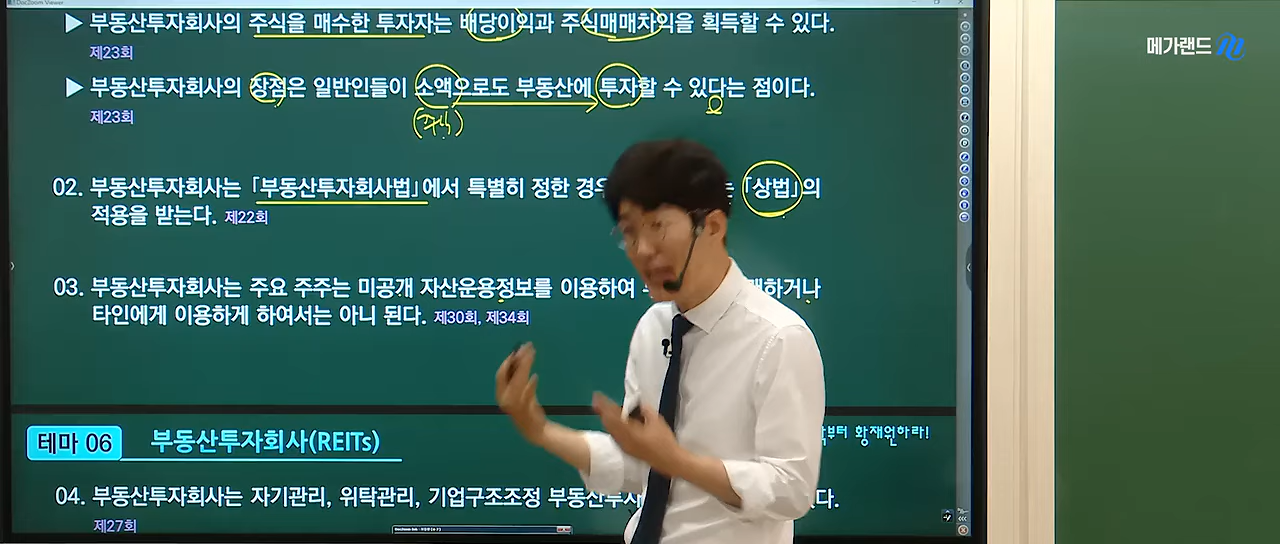 ▶ 부동산투자회사의 주식을 매수한 투자자는 배당이익과 주식매매차익을 획득할 수 있다.
제23회
메가랜드
▶ 부동산투자회사의 장점은 일반인들이 소액으로도 부동산에 투자할 수 있다는 점이다.
제23회
(주식)
02. 부동산투자회사는 「부동산투자회사법」에서 특별히 정한 경우 「상법」의
적용을 받는다. 제22회
03. 부동산투자회사는 주요 주주는 미공개 자산운용정보를 이용하여
타인에게 이용하게 하여서는 아니 된다. 제30회, 제34회
테마 06 부동산투자회사(REITs)
황재원하라!
04. 부동산투자회사는 자기관리, 위탁관리, 기업구조조정
제27회